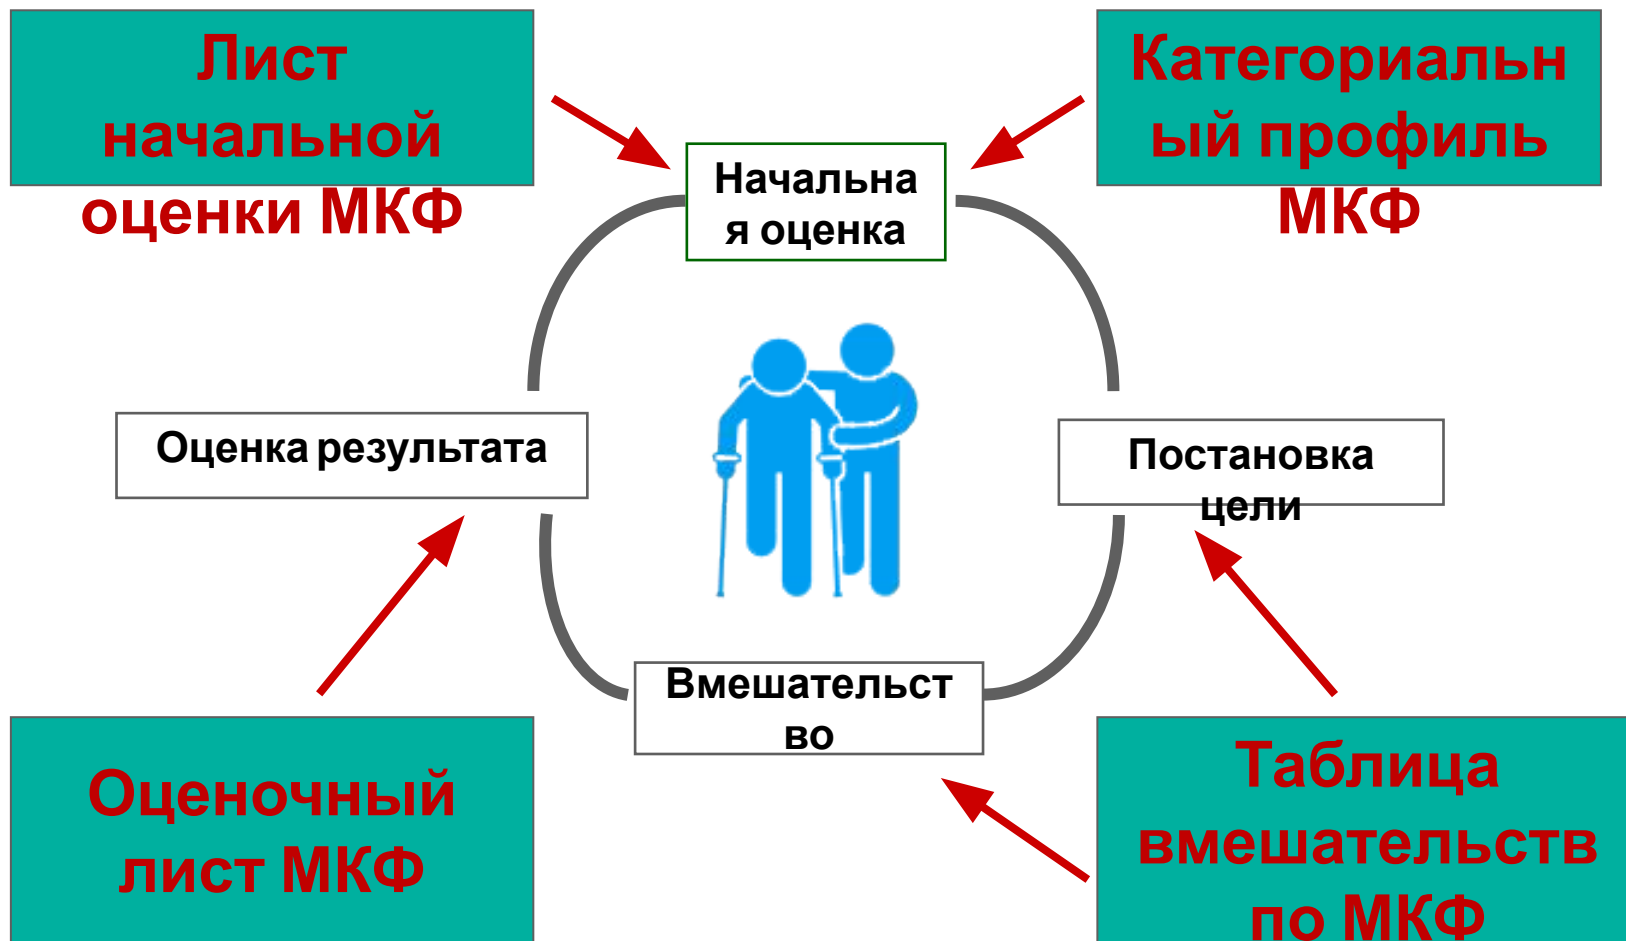 Лист
начальной
оценки МКФ
Категориальн
ый профиль
МКФ
Начальна
я оценка
Оценка результата
Постановка
цели
Вмешательст
во
Оценочный
лист МКФ
Таблица
вмешательств
по МКФ